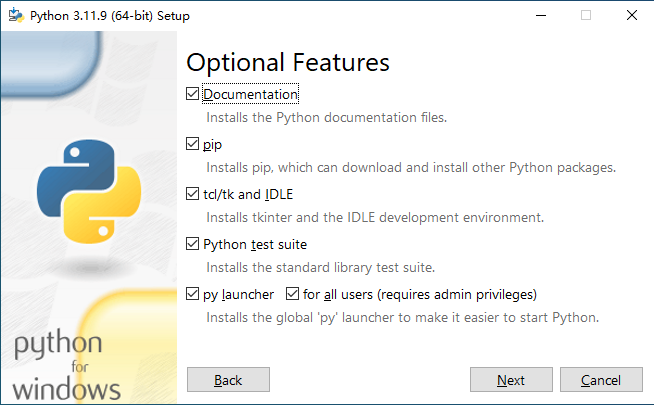 Python 3.11.9 (64-bit) Setup
Optional Features
Documentation
Installs the Python documentation files.
pip
Installs pip, which can download and install other Python packages.
tcl/tk and IDLE
Installs tkinter and the IDLE development environment.
Python test suite
Installs the standard library test suite.
py launcher for all users (requires admin privileges)
Installs the global 'py' launcher to make it easier to start Python.
python
for
windows
Back Next Cancel